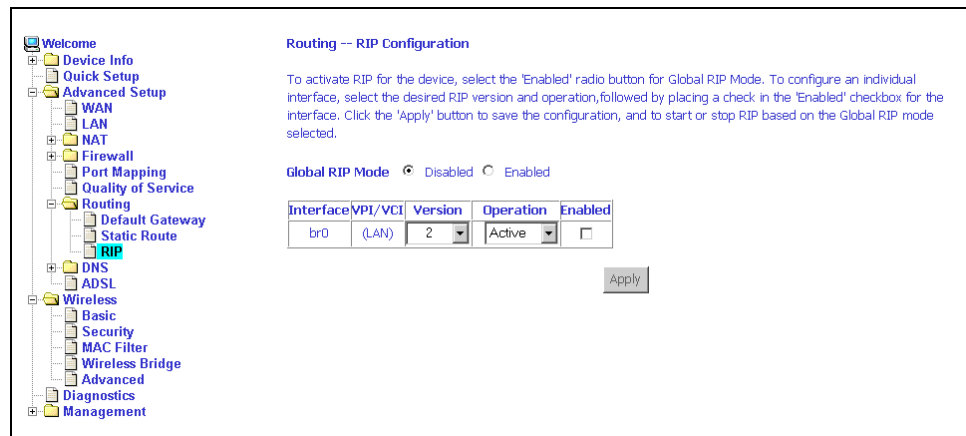 Welcome
Device Info
Quick Setup
Advanced Setup
WAN
LAN
NAT
Firewall
Port Mapping
Quality of Service
Routing
Default Gateway
Static Route
RIP
DNS
ADSL
Wireless
Basic
Security
MAC Filter
Wireless Bridge
Advanced
Diagnostics
Management
Routing -- RIP Configuration
To activate RIP for the device, select the 'Enabled' radio button for Global RIP Mode. To configure an individual
interface, select the desired RIP version and operation,followed by placing a check in the 'Enabled' checkbox for the
interface. Click the 'Apply' button to save the configuration, and to start or stop RIP based on the Global RIP mode
selected.
Global RIP Mode Disabled Enabled
Interface VPI/VCI Version Operation Enabled
br0 (LAN) 2 Active
Apply